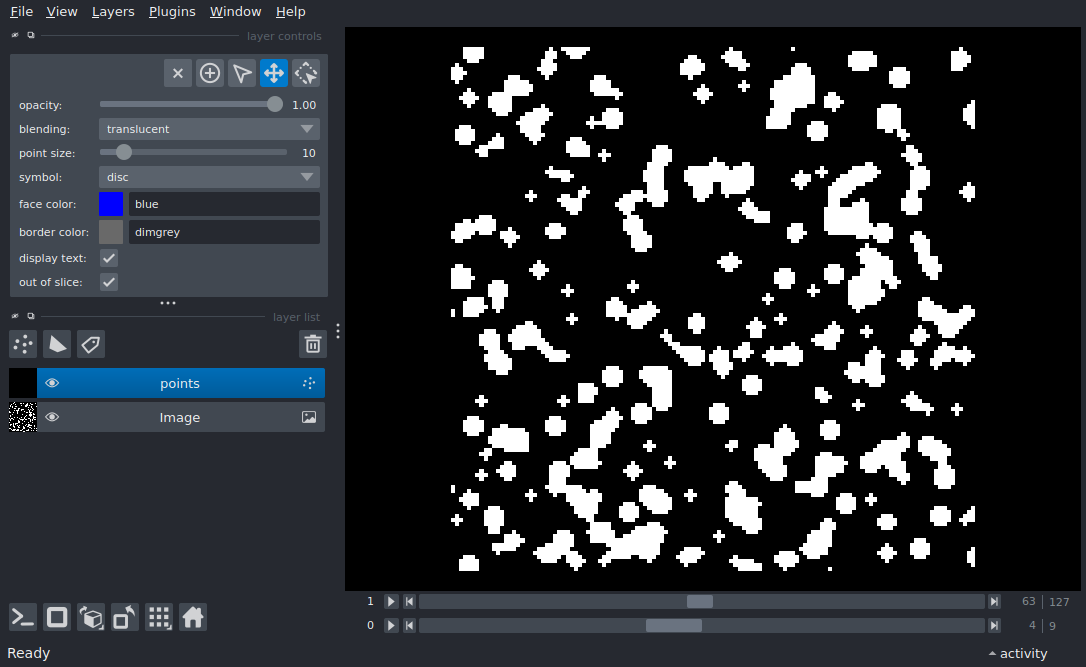 File View Layers Plugins Window Help
layer controls
opacity: 1.00
blending: translucent
point size: 10
symbol: disc
face color: blue
border color: dimgrey
display text:
out of slice:
layer list
points
Image
1 63 127
0 4 9
Ready activity